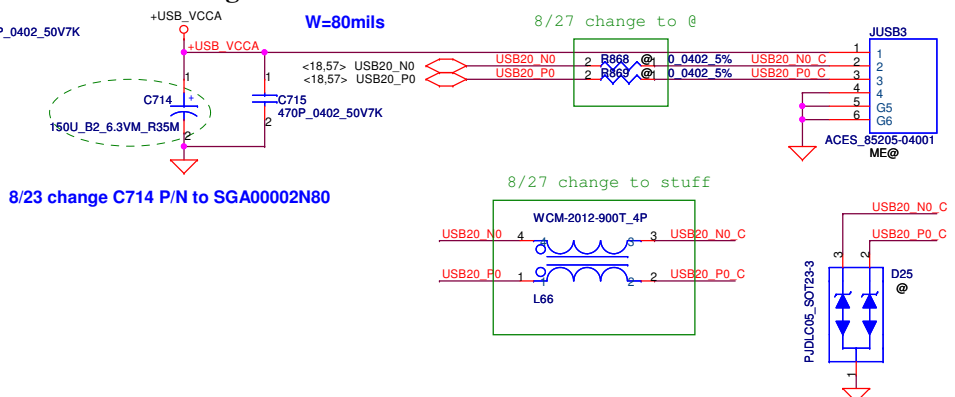 +USB_VCCA
W=80mils
8/27 change to @
P_0402_50V7K
+USB_VCCA
JUSB3
<18,57> USB20_N0
USB20_N0
2 R868 @ 1 0_0402_5%
USB20_N0_C
<18,57> USB20_P0
USB20_P0
2 R869 @ 1 0_0402_5%
USB20_P0_C
1 1
2 2
3 3
4 4
5 G5
6 G6
ACES_85205-04001
ME@
1
C714
+
150U_B2_6.3VM_R35M
2
1
C715
470P_0402_50V7K
2
8/23 change C714 P/N to SGA00002N80
8/27 change to stuff
WCM-2012-900T_4P
USB20_N0 4 4 3 3 USB20_N0_C
USB20_P0 1 1 2 2 USB20_P0_C
L66
USB20_N0_C
USB20_P0_C
3 2
D25
@
PJDLC05_SOT23-3
1